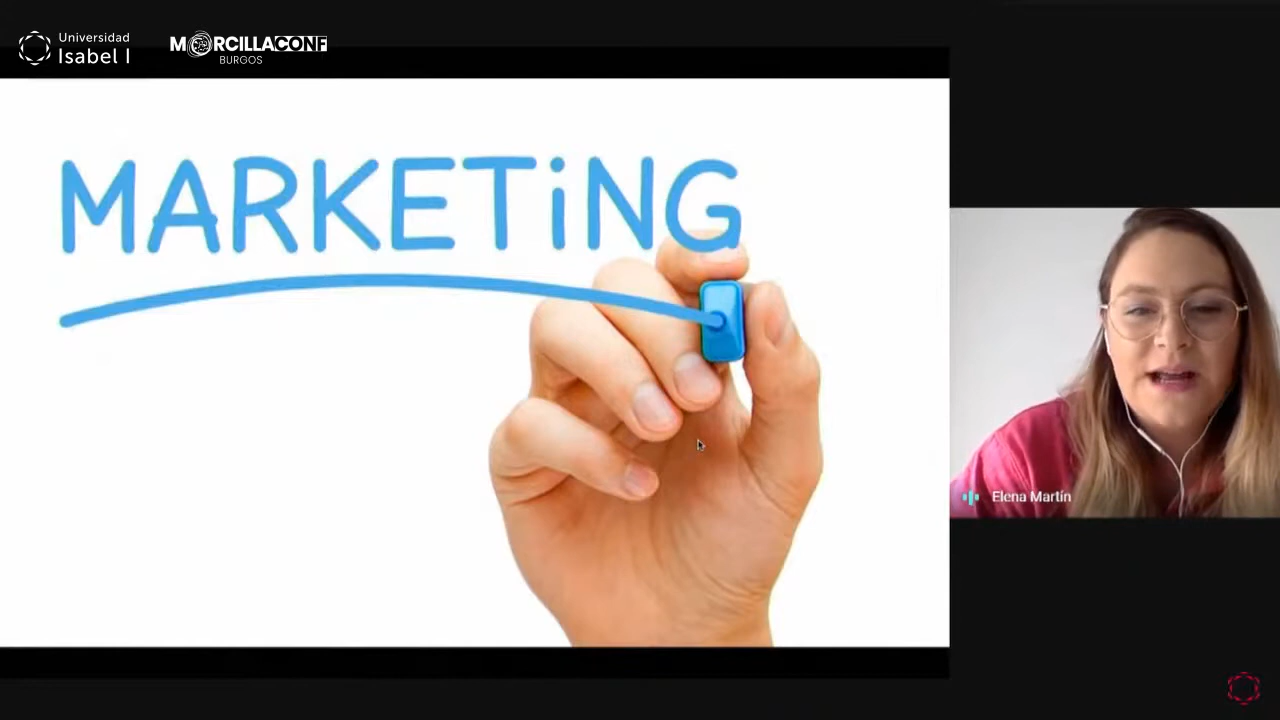 Universidad
Isabel I
MORCILLACONF
BURGOS
MARKETiNG
Elena Martín